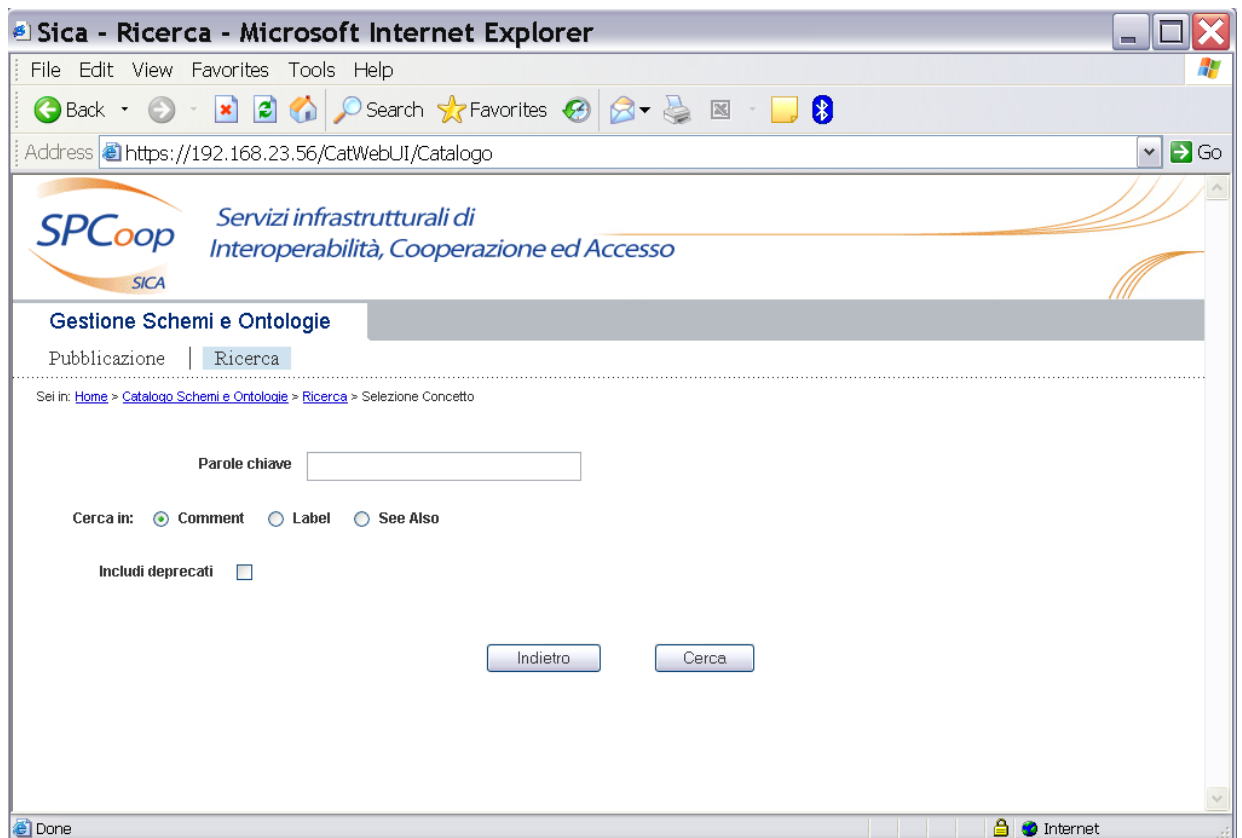 Sica - Ricerca - Microsoft Internet Explorer
File Edit View Favorites Tools Help
Back Search Favorites
Address https://192.168.23.56/CatWebUI/Catalogo Go
SPCoop
SICA
Servizi infrastrutturali di
Interoperabilità, Cooperazione ed Accesso
Gestione Schemi e Ontologie
Pubblicazione | Ricerca
Sei in: Home > Catalogo Schemi e Ontologie > Ricerca > Selezione Concetto
Parole chiave
Cerca in: Comment Label See Also
Includi deprecati
Indietro Cerca
Done Internet